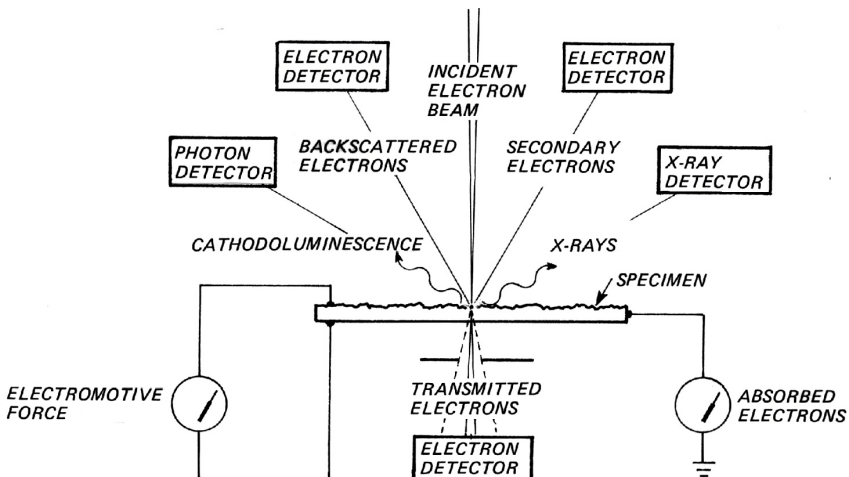 ELECTRON
DETECTOR
INCIDENT
ELECTRON
BEAM
ELECTRON
DETECTOR
PHOTON
DETECTOR
BACKSCATTERED
ELECTRONS
SECONDARY
ELECTRONS
X-RAY
DETECTOR
CATHODOLUMINESCENCE
X-RAYS
SPECIMEN
ELECTROMOTIVE
FORCE
TRANSMITTED
ELECTRONS
ABSORBED
ELECTRONS
ELECTRON
DETECTOR